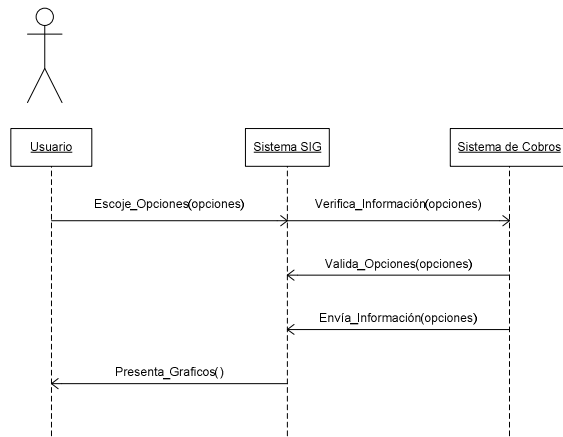 Usuario
Sistema SIG
Sistema de Cobros
Escoje_Opciones(opciones)
Verifica_Información(opciones)
Valida_Opciones(opciones)
Envía_Información(opciones)
Presenta_Graficos()